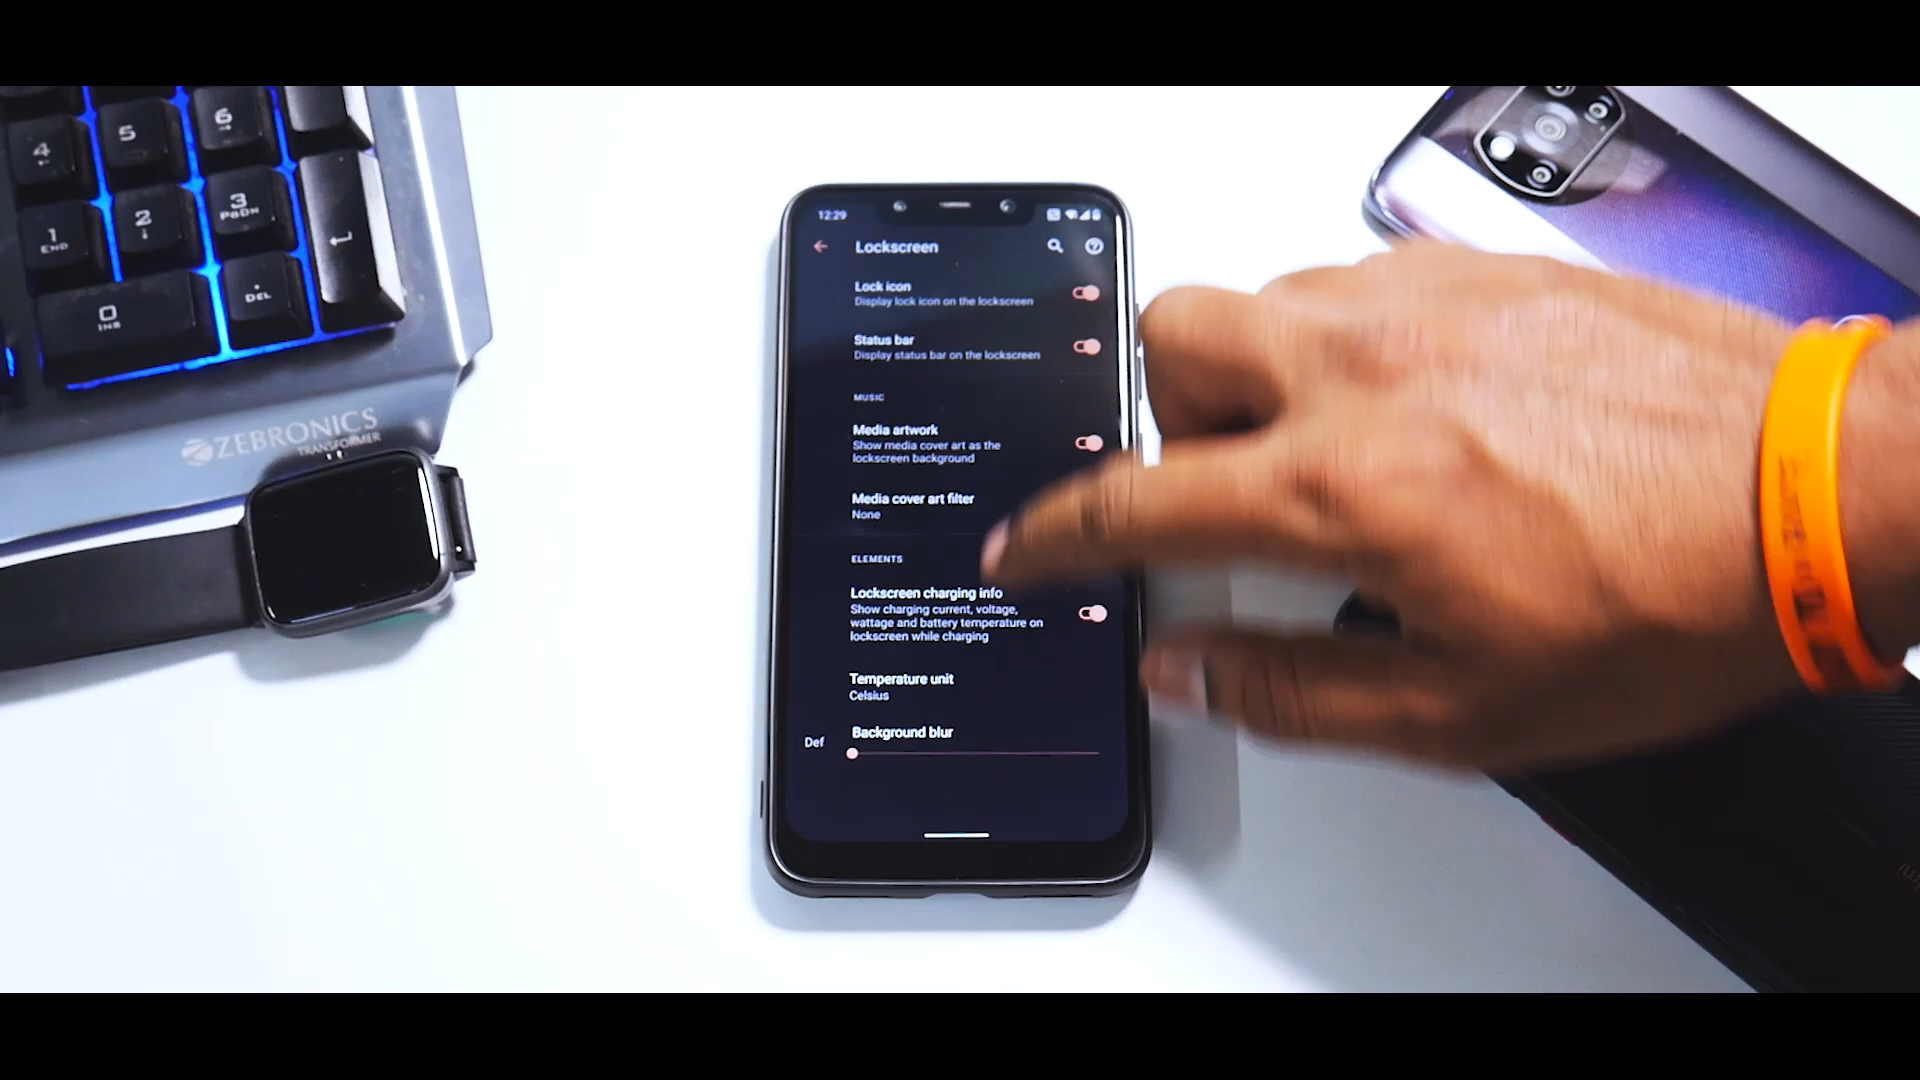 4
5
6
1
END
2
3
PGDN
0
INS
DEL
ZEBRONICS
TRANSFORMER
12:29
Lockscreen
Lock icon
Display lock icon on the lockscreen
Status bar
Display status bar on the lockscreen
MUSIC
Media artwork
Show media cover art as the
lockscreen background
Media cover art filter
None
ELEMENTS
Lockscreen charging info
Show charging current, voltage,
wattage and battery temperature on
lockscreen while charging
Temperature unit
Celsius
Def
Background blur